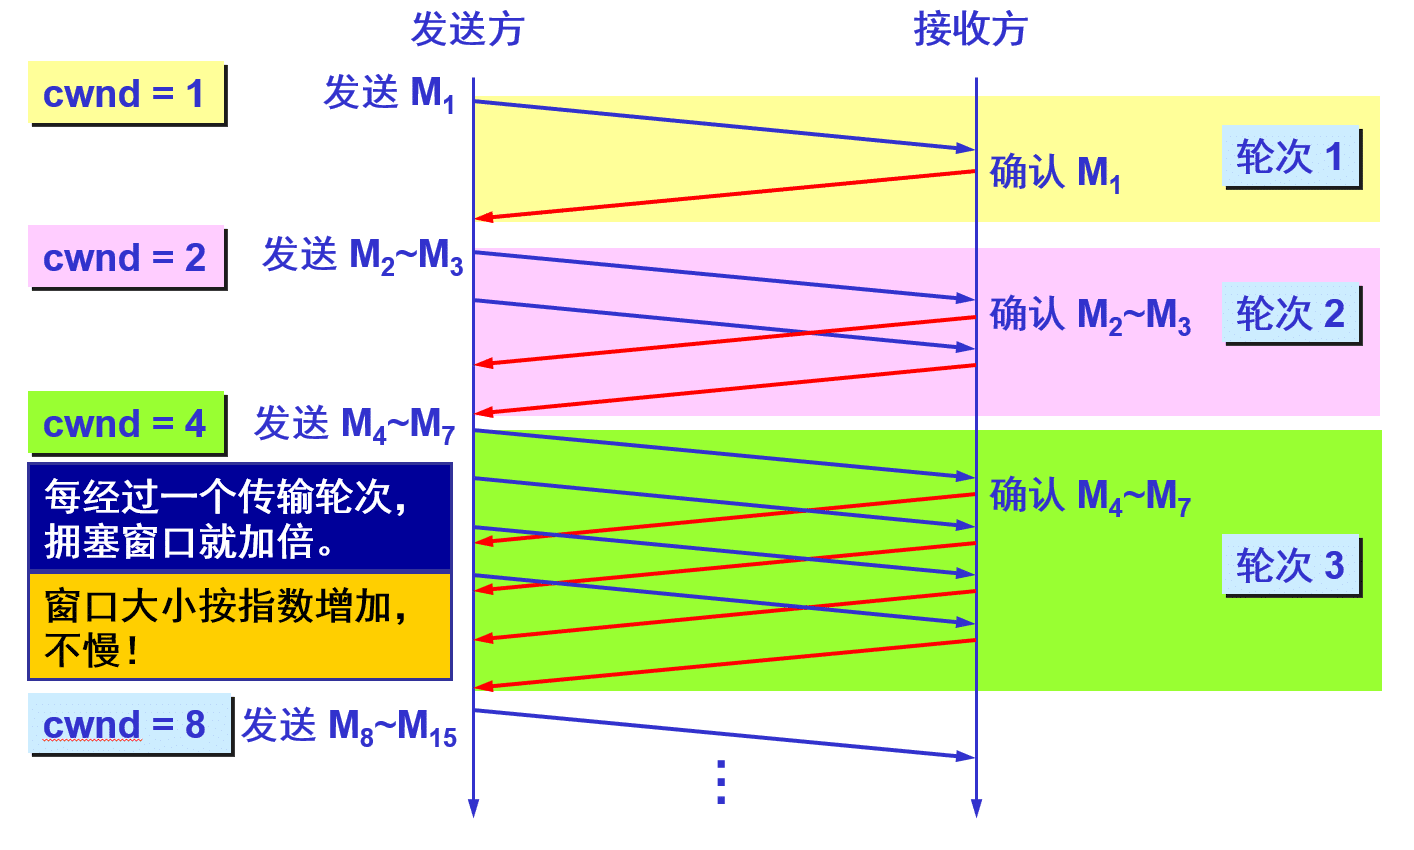 发送方
接收方
cwnd = 1
发送 M₁
确认 M₁
轮次 1
cwnd = 2
发送 M₂~M₃
确认 M₂~M₃
轮次 2
cwnd = 4
发送 M₄~M₇
确认 M₄~M₇
轮次 3
每经过一个传输轮次，
拥塞窗口就加倍。
窗口大小按指数增加，
不慢！
cwnd = 8
发送 M₈~M₁₅
⋮